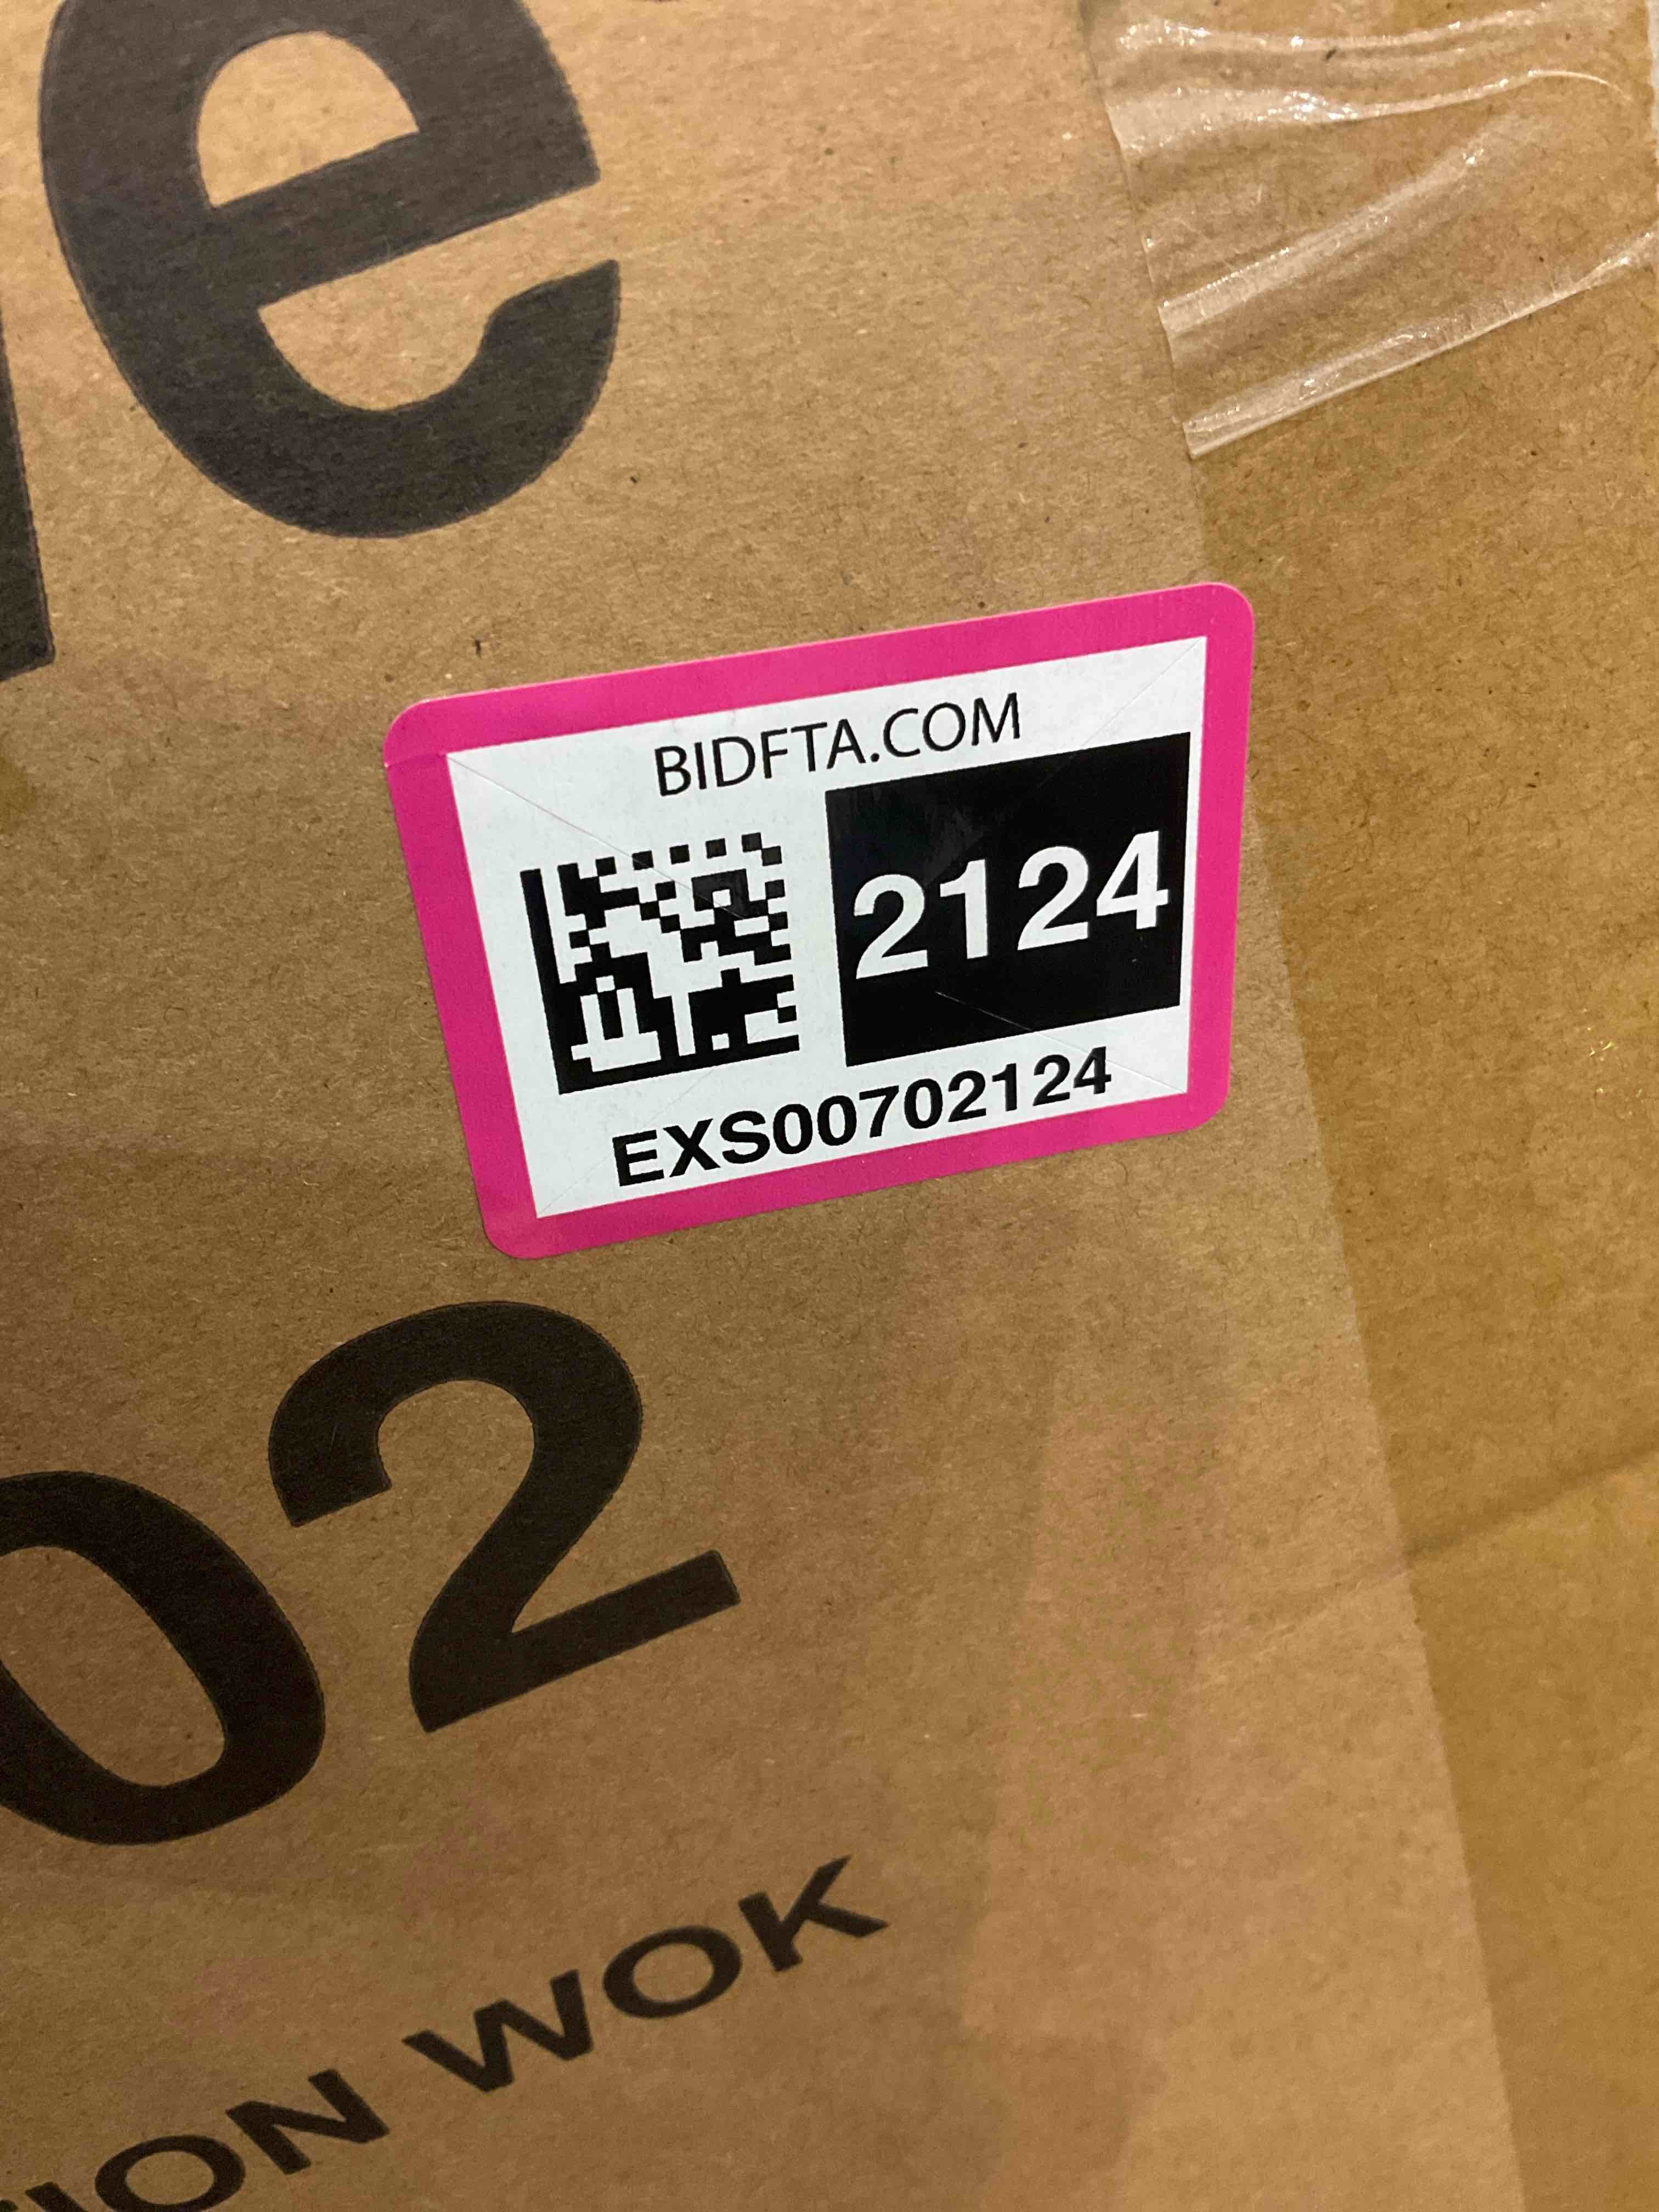 e
BIDFTA.COM
2124
EXS00702124
02
ION WOK